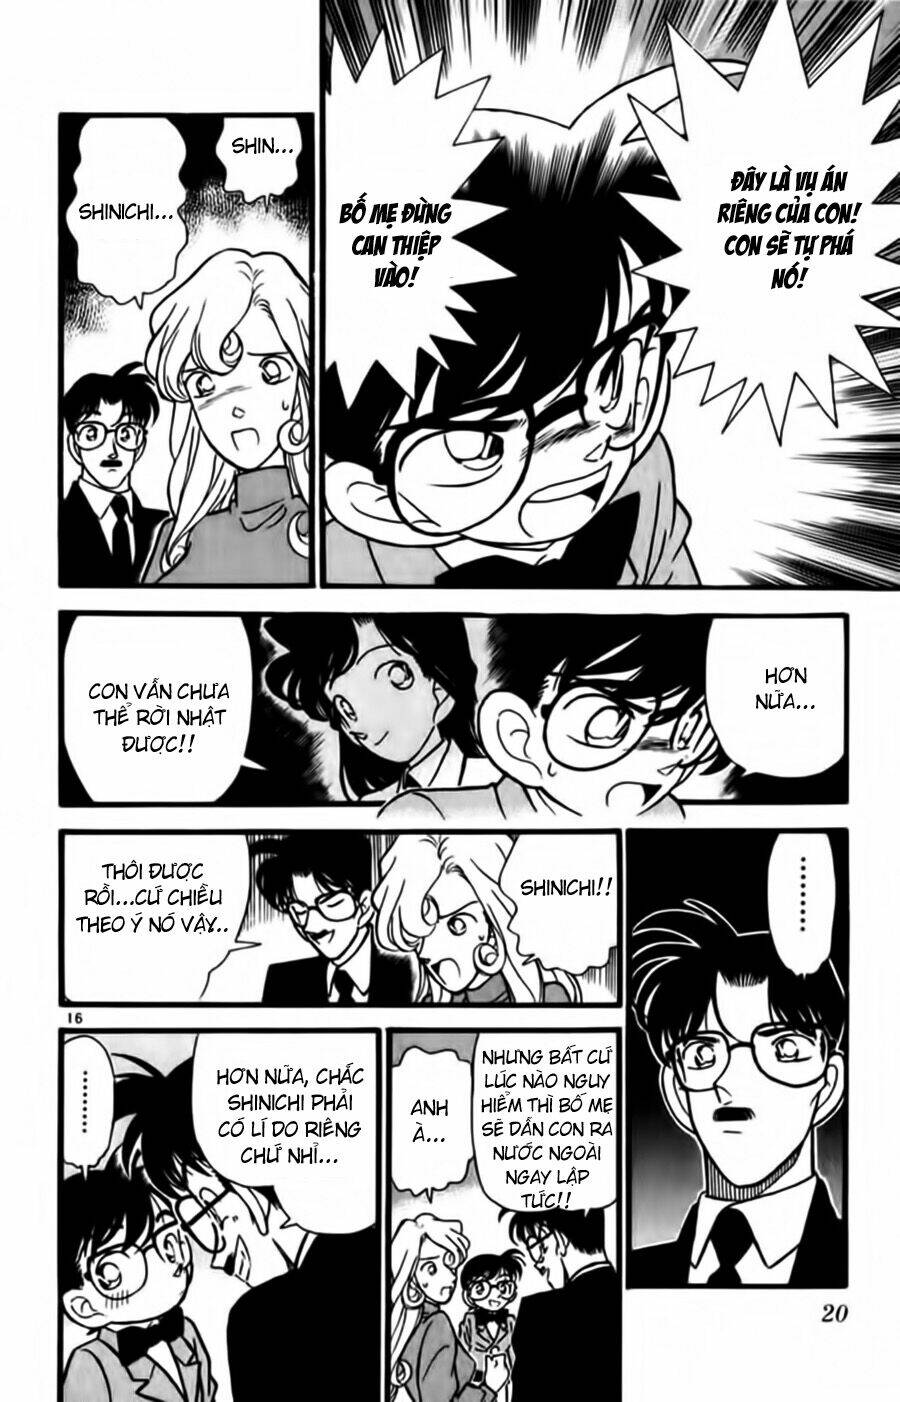 ĐÂY LÀ VỤ ÁN
RIÊNG CỦA CON!
CON SẼ TỰ PHÁ
NÓ!
BỐ MẸ ĐỪNG
CAN THIỆP
VÀO!
SHIN...
SHINICHI...
HƠN
NỮA...
CON VẪN CHƯA
THỂ RỜI NHẬT
ĐƯỢC!!
.........
SHINICHI!!
THÔI ĐƯỢC
RỒI...CỨ CHIỀU
THEO Ý NÓ VẬY..
16
NHƯNG BẤT CỨ
LÚC NÀO NGUY
HIỂM THÌ BỐ MẸ
SẼ DẪN CON RA
NƯỚC NGOÀI
NGAY LẬP
TỨC!!
ANH
À...
HƠN NỮA, CHẮC
SHINICHI PHẢI
CÓ LÍ DO RIÊNG
CHỨ NHỈ...
.........
20